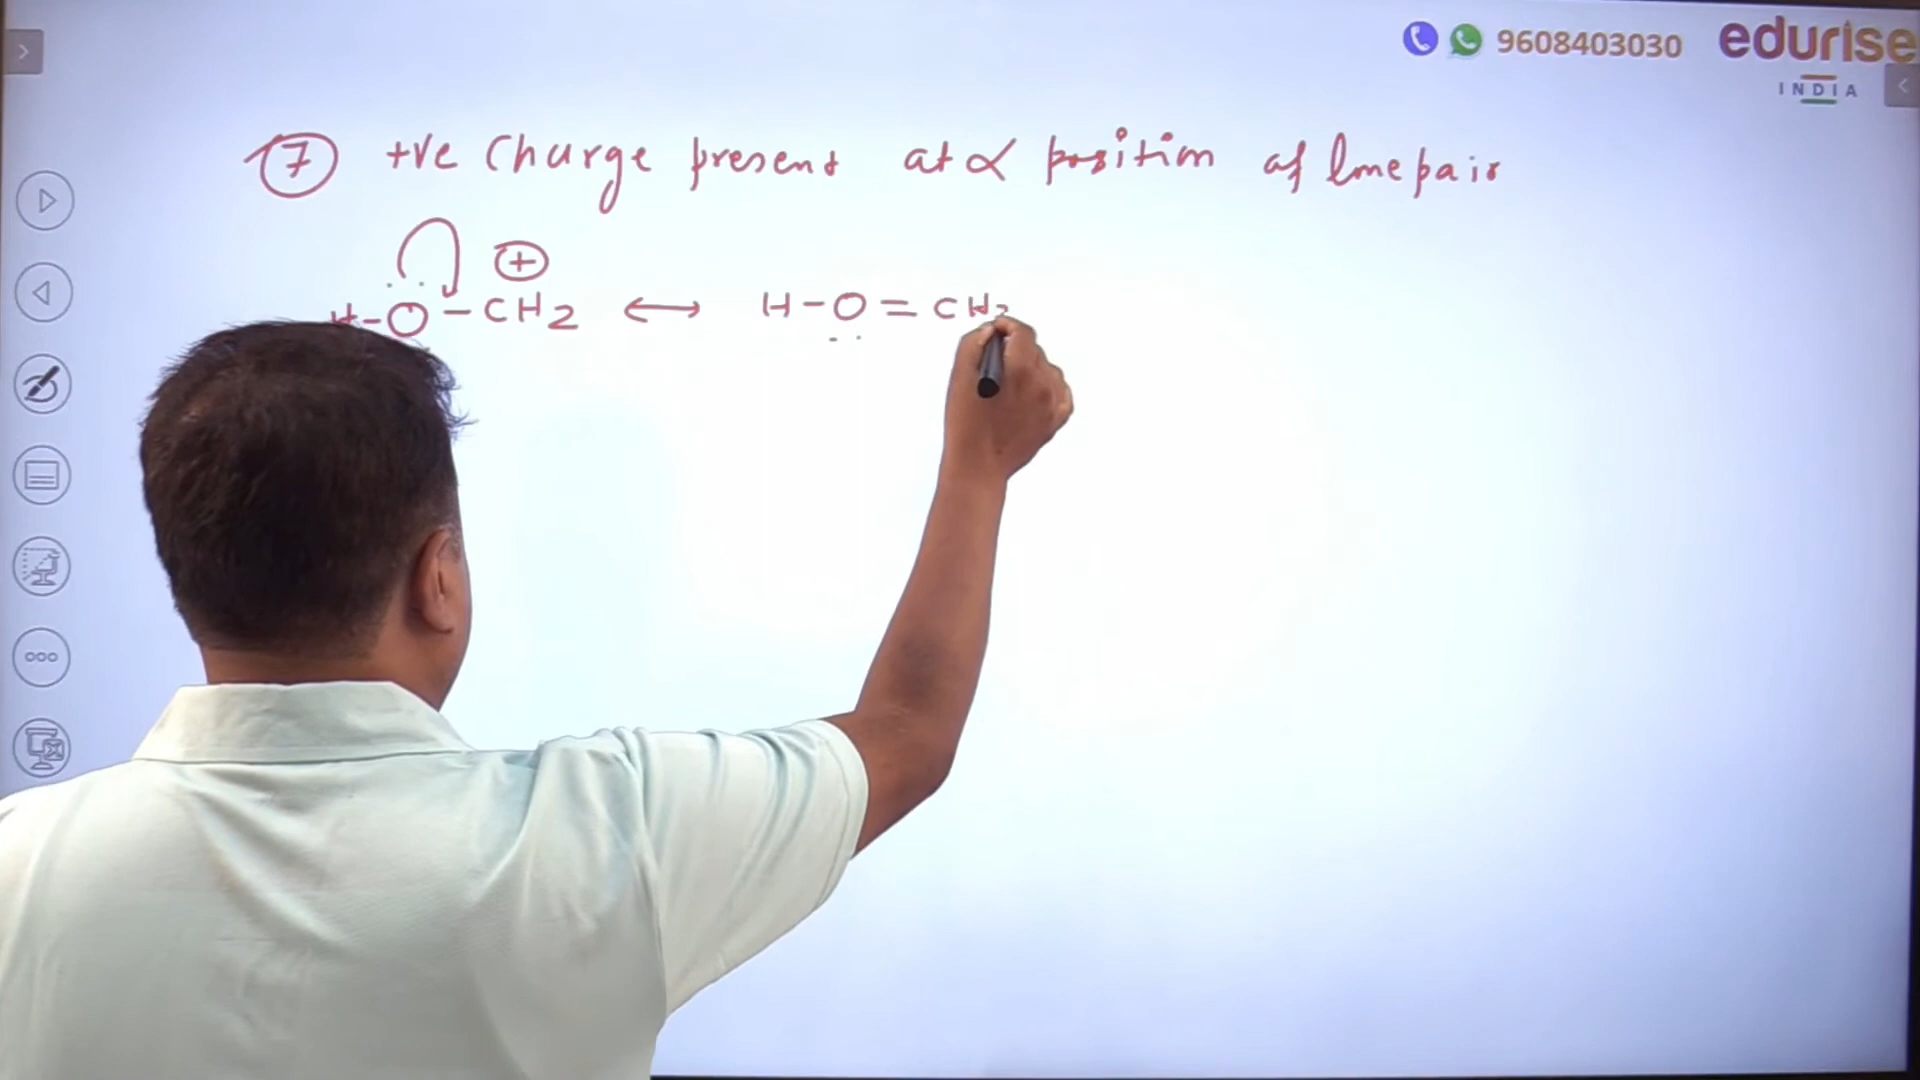 9608403030 edurise
INDIA
7 +ve Charge present at α position of lone pair
H-O-CH2 ↔ H-O=CH2
+